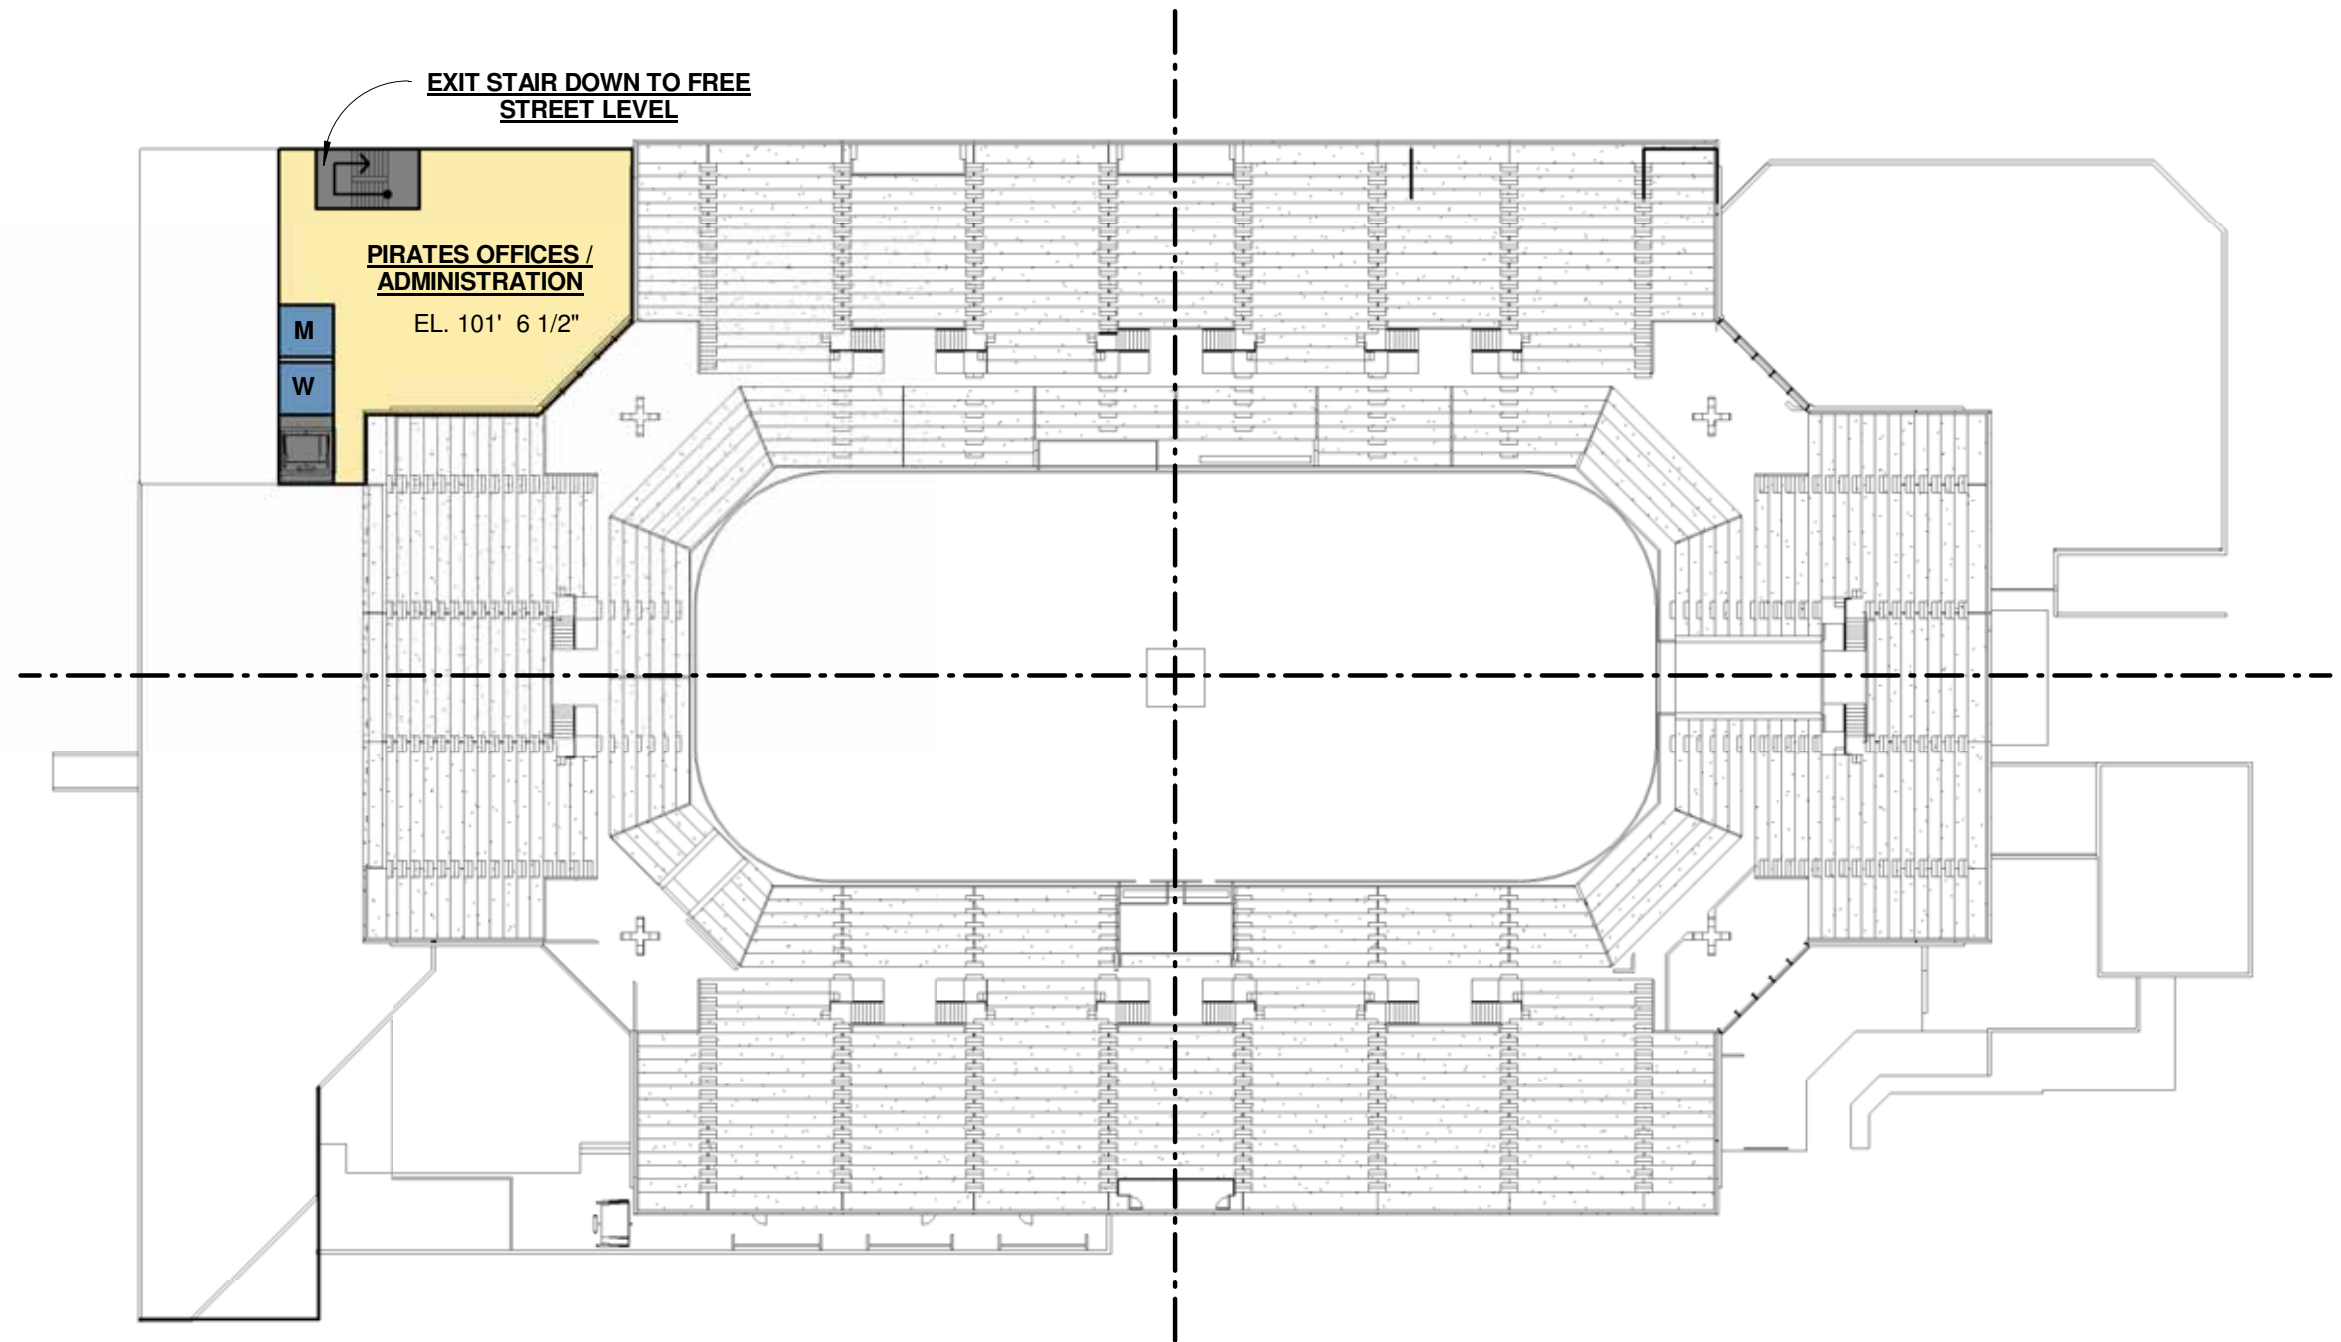 EXIT STAIR DOWN TO FREE
STREET LEVEL
PIRATES OFFICES /
ADMINISTRATION
EL. 101' 6 1/2"
M
W